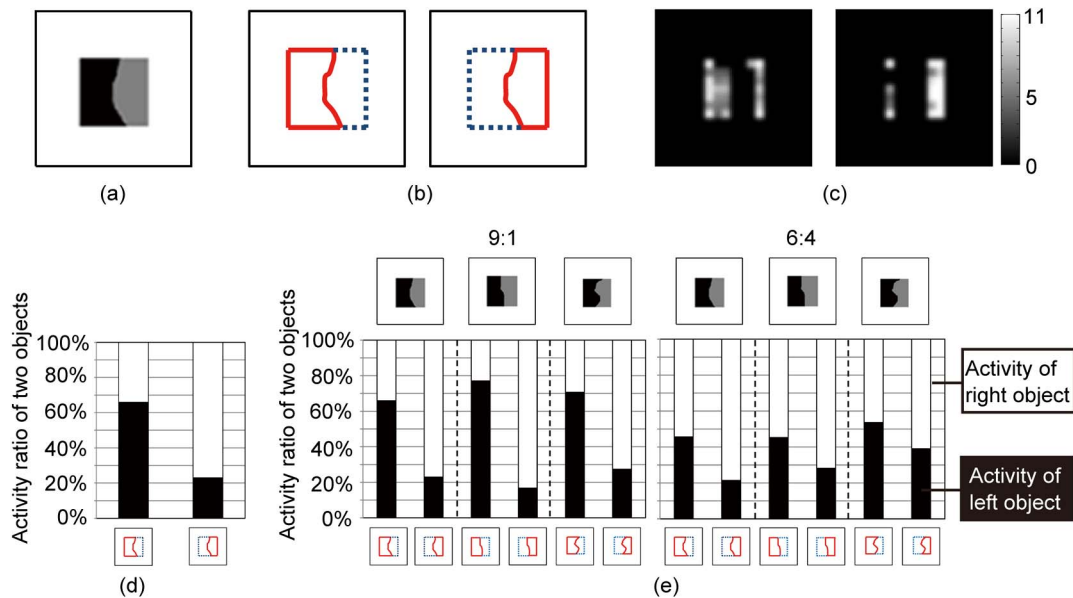 11
5
0
(a)
(b)
(c)
9:1
6:4
Activity ratio of two objects
100%
80%
60%
40%
20%
0%
(d)
Activity ratio of two objects
100%
80%
60%
40%
20%
0%
(e)
Activity of
right object
Activity of
left object